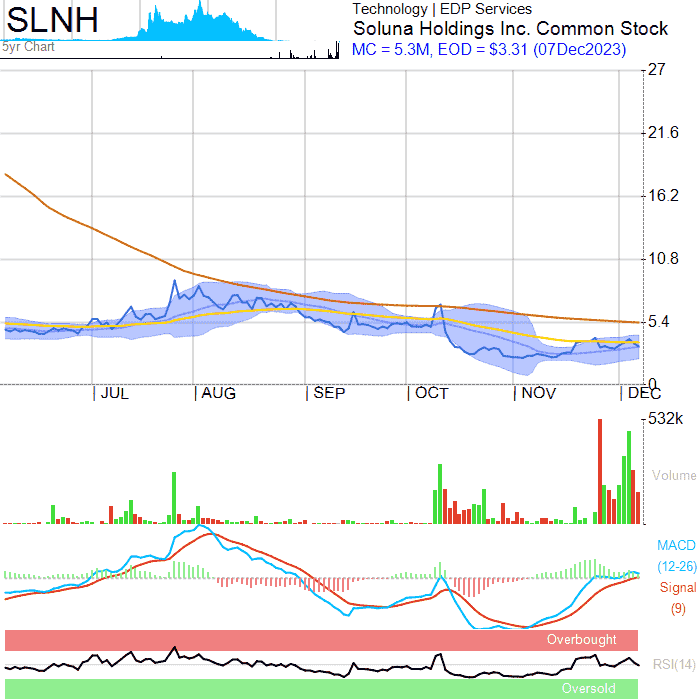 SLNH
5yr Chart
Technology | EDP Services
Soluna Holdings Inc. Common Stock
MC = 5.3M, EOD = $3.31 (07Dec2023)
27
21.6
16.2
10.8
5.4
0
JUL
AUG
SEP
OCT
NOV
DEC
532k
Volume
MACD
(12-26)
Signal
(9)
Overbought
RSI(14)
Oversold